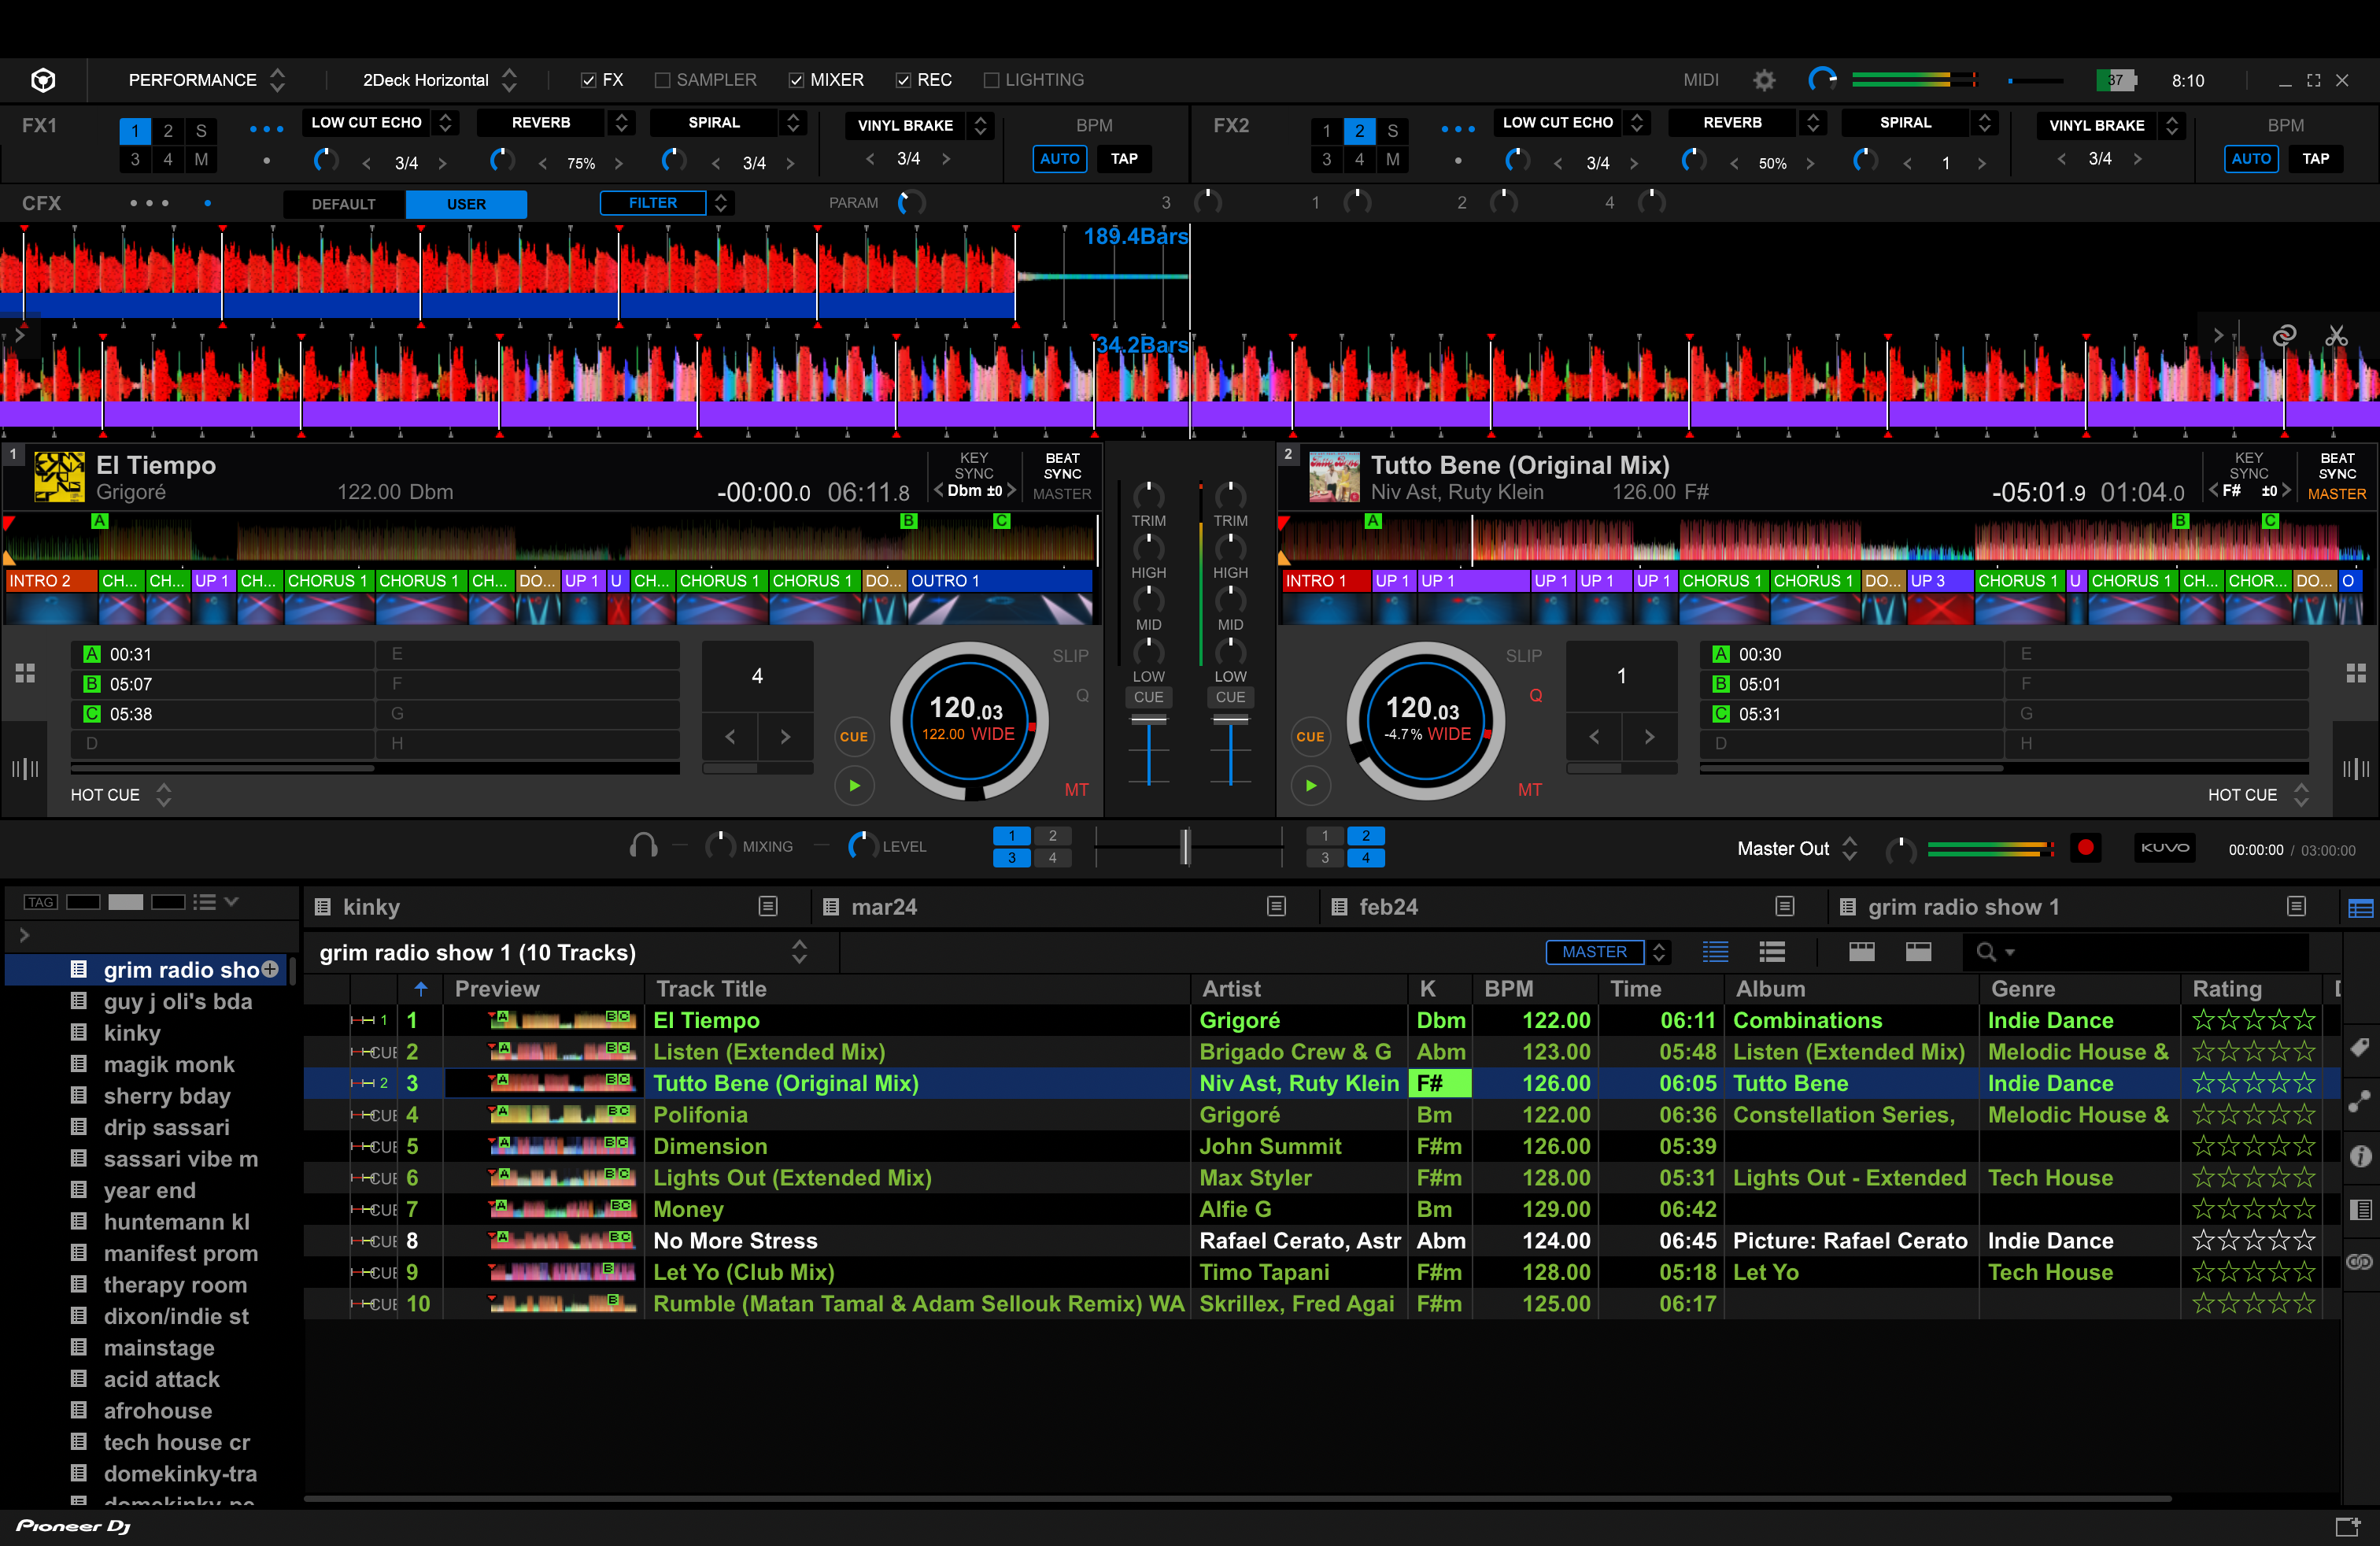 PERFORMANCE 2Deck Horizontal FX SAMPLER MIXER REC LIGHTING MIDI 37 8:10
FX1 1 2 S LOW CUT ECHO REVERB SPIRAL VINYL BRAKE BPM
3 4 M 3/4 75% 3/4 3/4 AUTO TAP
FX2 1 2 S LOW CUT ECHO REVERB SPIRAL VINYL BRAKE BPM
3 4 M 3/4 50% 1 3/4 AUTO TAP
CFX DEFAULT USER FILTER PARAM 3 1 2 4
189.4Bars
34.2Bars
1 El Tiempo
Grigoré 122.00 Dbm -00:00.0 06:11.8
KEY SYNC Dbm ±0
BEAT SYNC MASTER
A B C
INTRO 2 CH... CH... UP 1 CH... CHORUS 1 CHORUS 1 CH... DO... UP 1 U CH... CHORUS 1 CHORUS 1 DO... OUTRO 1
A 00:31 E
B 05:07 F
C 05:38 G
D H
HOT CUE
4
CUE
120.03
122.00 WIDE
SLIP
Q
MT
TRIM TRIM
HIGH HIGH
MID MID
LOW LOW
CUE CUE
2 Tutto Bene (Original Mix)
Niv Ast, Ruty Klein 126.00 F# -05:01.9 01:04.0
KEY SYNC F# ±0
BEAT SYNC MASTER
A B C
INTRO 1 UP 1 UP 1 UP 1 UP 1 UP 1 CHORUS 1 CHORUS 1 DO... UP 3 CHORUS 1 U CHORUS 1 CH... CHOR... DO... O
CUE
120.03
-4.7% WIDE
SLIP
Q
MT
1
A 00:30 E
B 05:01 F
C 05:31 G
D H
HOT CUE
MIXING LEVEL 1 2 3 4 1 2 3 4 Master Out KUVO 00:00:00 / 03:00:00
TAG kinky mar24 feb24 grim radio show 1
grim radio show 1 (10 Tracks) MASTER
Preview Track Title Artist K BPM Time Album Genre Rating
1 1 A BC El Tiempo Grigoré Dbm 122.00 06:11 Combinations Indie Dance
CUE 2 A BC Listen (Extended Mix) Brigado Crew & G Abm 123.00 05:48 Listen (Extended Mix) Melodic House &
2 3 A BC Tutto Bene (Original Mix) Niv Ast, Ruty Klein F# 126.00 06:05 Tutto Bene Indie Dance
CUE 4 A BC Polifonia Grigoré Bm 122.00 06:36 Constellation Series, Melodic House &
CUE 5 A BC Dimension John Summit F#m 126.00 05:39
CUE 6 A BC Lights Out (Extended Mix) Max Styler F#m 128.00 05:31 Lights Out - Extended Tech House
CUE 7 A BC Money Alfie G Bm 129.00 06:42
CUE 8 A BC No More Stress Rafael Cerato, Astr Abm 124.00 06:45 Picture: Rafael Cerato Indie Dance
CUE 9 B Let Yo (Club Mix) Timo Tapani F#m 128.00 05:18 Let Yo Tech House
CUE 10 B Rumble (Matan Tamal & Adam Sellouk Remix) WA Skrillex, Fred Agai F#m 125.00 06:17
grim radio sho
guy j oli's bda
kinky
magik monk
sherry bday
drip sassari
sassari vibe m
year end
huntemann kl
manifest prom
therapy room
dixon/indie st
mainstage
acid attack
afrohouse
tech house cr
domekinky-tra
Pioneer Dj